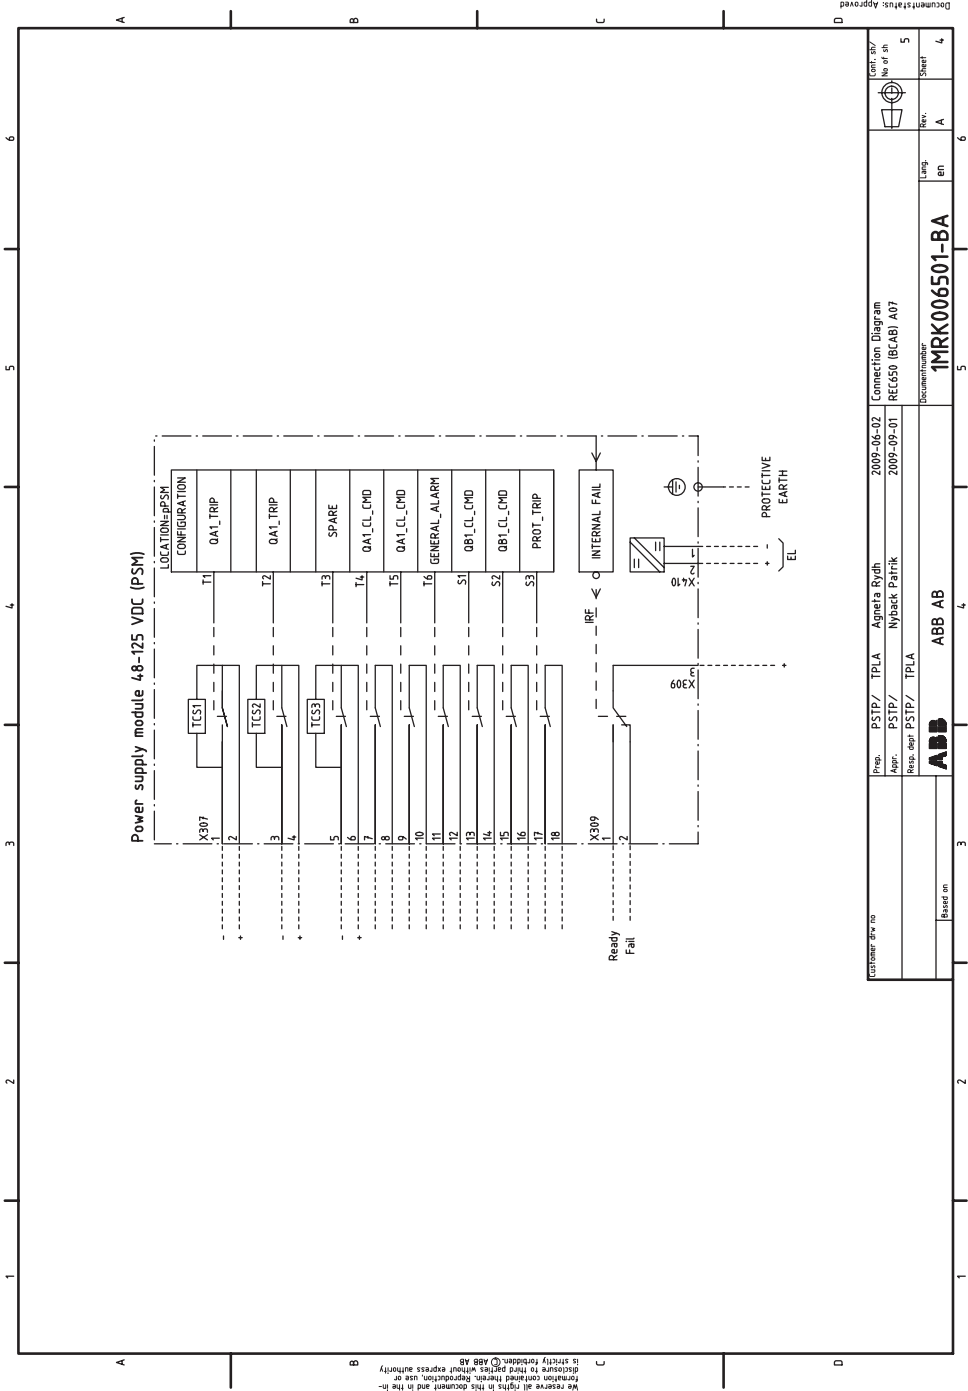 Documentstatus: Approved
A
B
C
D
1
2
3
4
5
6
Power supply module 48-125 VDC (PSM)
LOCATION=pPSM
CONFIGURATION
X307
1
2
-
+
TCS1
T1
QA1_TRIP
3
4
-
+
TCS2
T2
QA1_TRIP
5
6
-
+
TCS3
T3
SPARE
7
8
T4
QA1_CL_CMD
9
10
T5
QA1_CL_CMD
11
12
T6
GENERAL_ALARM
13
14
S1
QB1_CL_CMD
15
16
S2
QB1_CL_CMD
17
18
S3
PROT_TRIP
X309
1
2
Ready
Fail
IRF
INTERNAL FAIL
X309
3
+
X410
2
1
+
-
EL
PROTECTIVE
EARTH
A
B
C
D
1
2
3
4
5
6
Customer drw no
Based on
Prep. PSTP/ TPLA Agneta Rydh 2009-06-02
Appr. PSTP/ Nyback Patrik 2009-09-01
Resp. dept PSTP/ TPLA
ABB
ABB AB
Connection Diagram
REC650 (BCAB) A07
Documentnumber
1MRK006501-BA
Lang.
en
Rev.
A
Cont. sh/
No of sh
5
Sheet
4
We reserve all rigths in this document and in the in-
formation contained therein. Reproduction, use or
disclosure to third parties without express authority
is strictly forbidden. © ABB AB